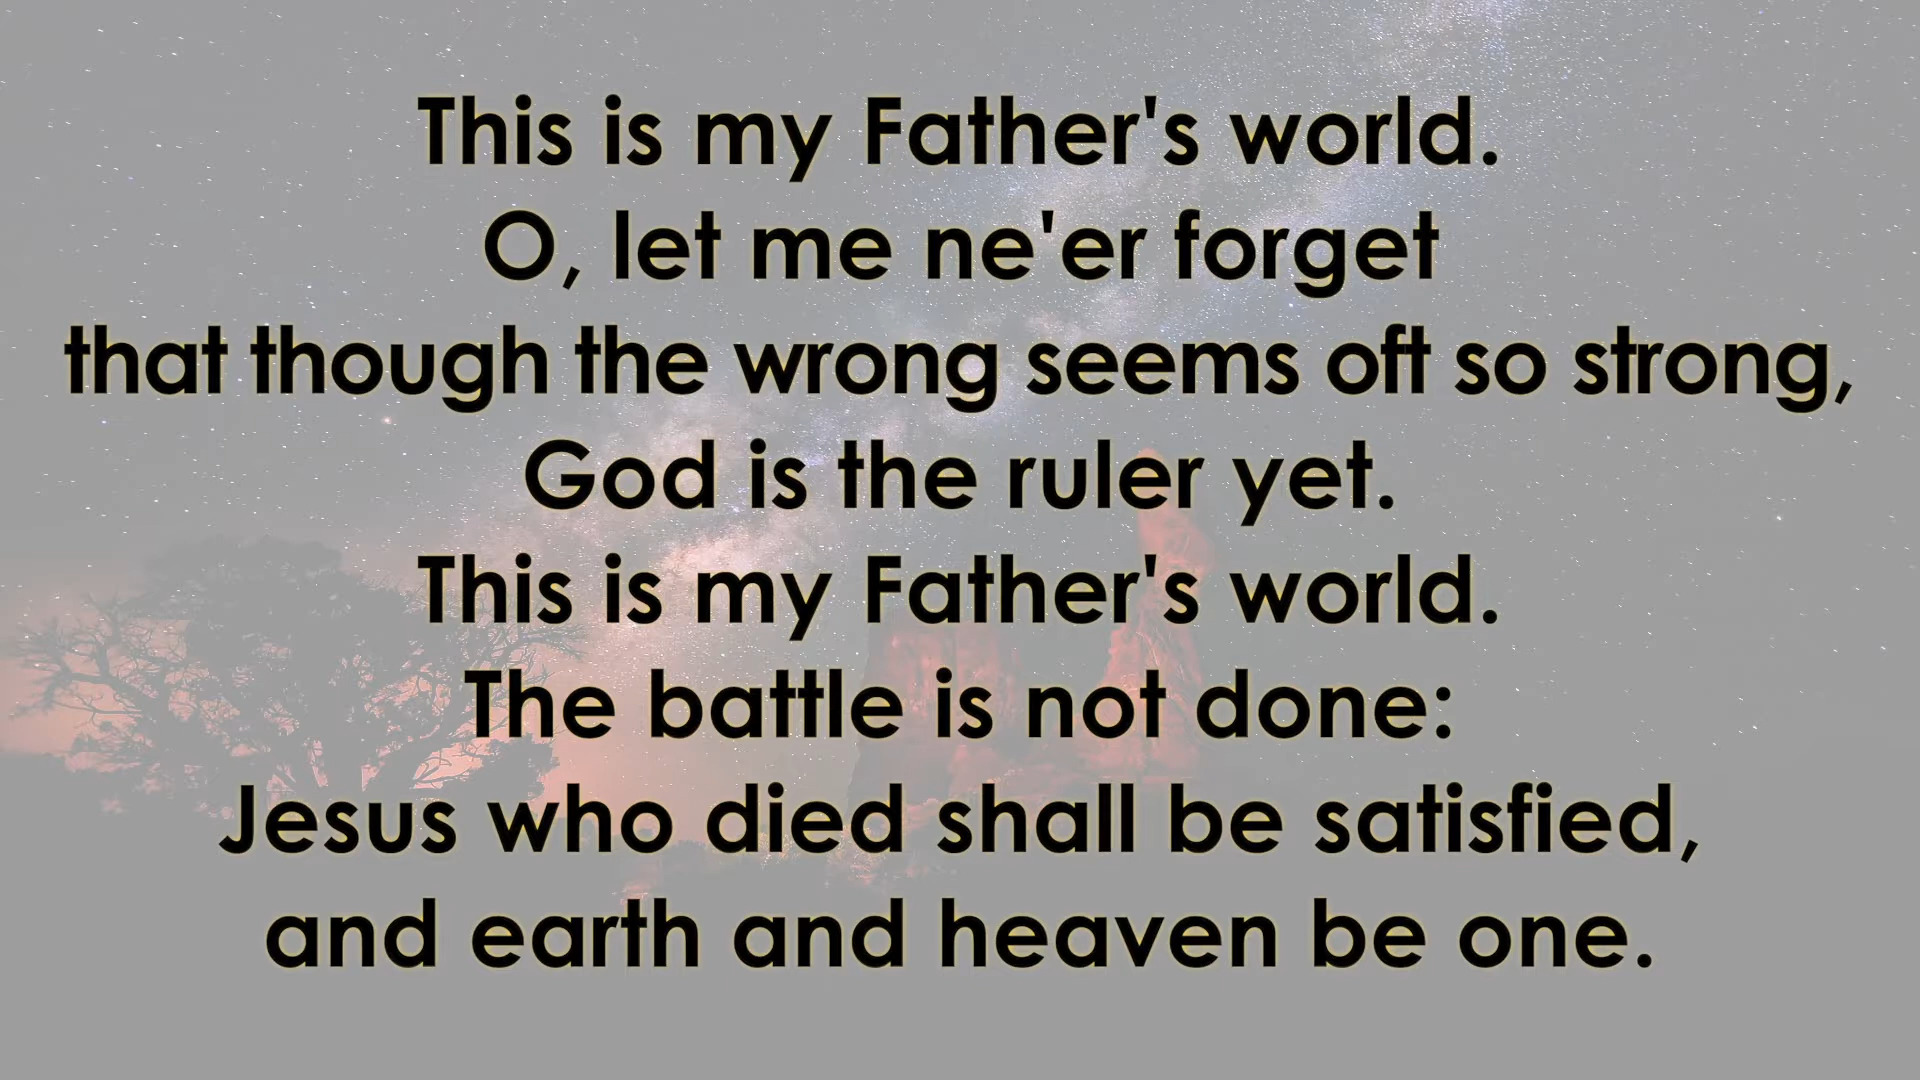 This is my Father's world.
O, let me ne'er forget
that though the wrong seems oft so strong,
God is the ruler yet.
This is my Father's world.
The battle is not done:
Jesus who died shall be satisfied,
and earth and heaven be one.